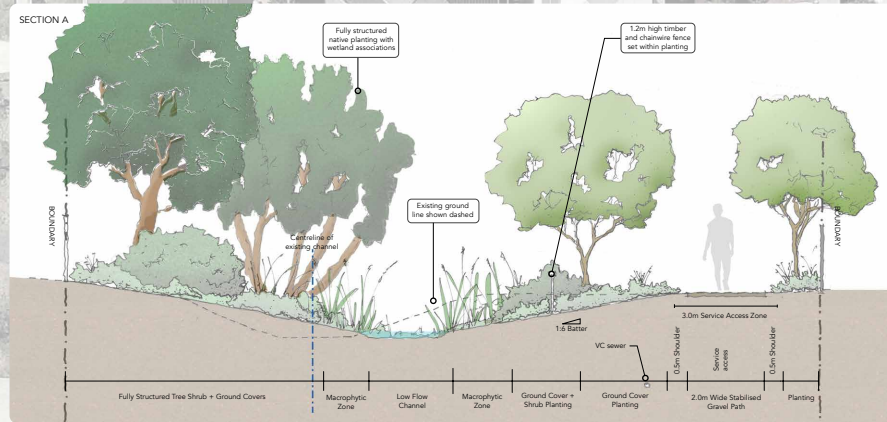 SECTION A
Fully structured
native planting with
wetland associations
1.2m high timber
and chainwire fence
set within planting
Existing ground
line shown dashed
BOUNDARY
Centreline of
existing channel
BOUNDARY
1:6 Batter
3.0m Service Access Zone
VC sewer
0.5m Shoulder
Service
access
0.5m Shoulder
Fully Structured Tree Shrub + Ground Covers
Macrophytic
Zone
Low Flow
Channel
Macrophytic
Zone
Ground Cover +
Shrub Planting
Ground Cover
Planting
2.0m Wide Stabilised
Gravel Path
Planting